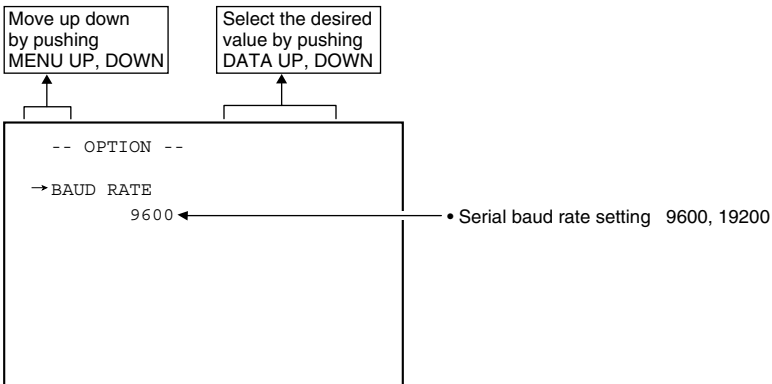 Move up down
by pushing
MENU UP, DOWN
Select the desired
value by pushing
DATA UP, DOWN
-- OPTION --
→BAUD RATE
9600
• Serial baud rate setting 9600, 19200